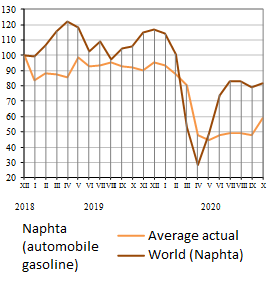 130
120
110
100
90
80
70
60
50
40
30
20
XII I II III IV V VI VII VIII IX X XI XII I II III IV V VI VII VIII IX X
2018 2019 2020
Naphta
(automobile
gasoline)
Average actual
World (Naphta)